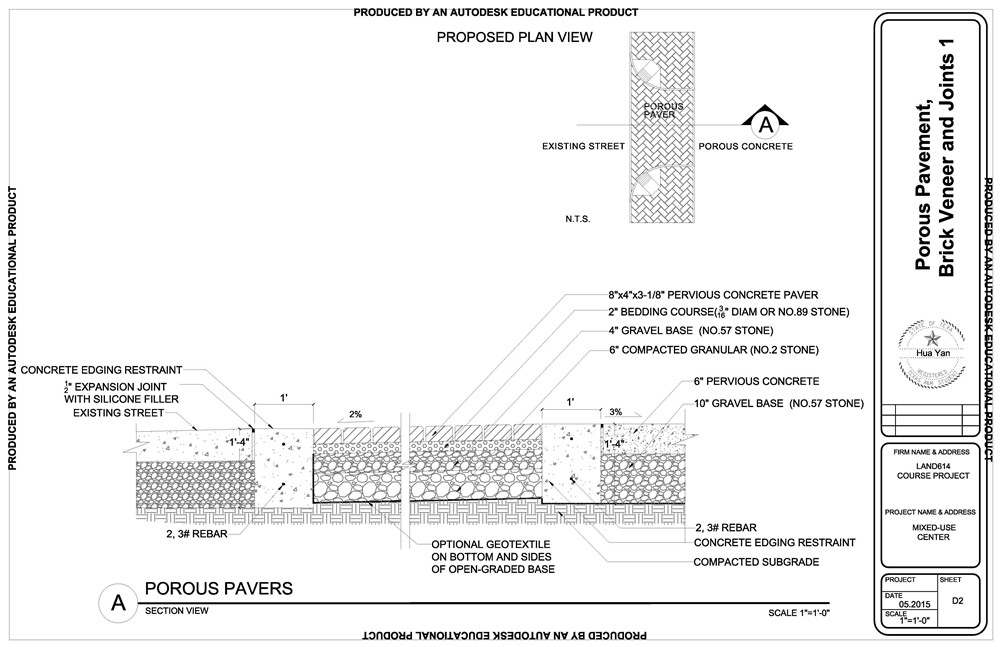 PRODUCED BY AN AUTODESK EDUCATIONAL PRODUCT
PROPOSED PLAN VIEW
POROUS
PAVER
A
EXISTING STREET
POROUS CONCRETE
N.T.S.
8"x4"x3-1/8" PERVIOUS CONCRETE PAVER
2" BEDDING COURSE(3/16" DIAM OR NO.89 STONE)
4" GRAVEL BASE (NO.57 STONE)
6" COMPACTED GRANULAR (NO.2 STONE)
CONCRETE EDGING RESTRAINT
1/2" EXPANSION JOINT
WITH SILICONE FILLER
EXISTING STREET
6" PERVIOUS CONCRETE
10" GRAVEL BASE (NO.57 STONE)
1'
2%
1'
3%
1'-4"
1'-4"
2, 3# REBAR
OPTIONAL GEOTEXTILE
ON BOTTOM AND SIDES
OF OPEN-GRADED BASE
2, 3# REBAR
CONCRETE EDGING RESTRAINT
COMPACTED SUBGRADE
A
POROUS PAVERS
SECTION VIEW
SCALE 1"=1'-0"
PRODUCED BY AN AUTODESK EDUCATIONAL PRODUCT
PRODUCED BY AN AUTODESK EDUCATIONAL PRODUCT
PRODUCED BY AN AUTODESK EDUCATIONAL PRODUCT
Porous Pavement,
Brick Veneer and Joints 1
Hua Yan
REGISTERED
FIRM NAME & ADDRESS
LAND614
COURSE PROJECT
PROJECT NAME & ADDRESS
MIXED-USE
CENTER
PROJECT
SHEET
DATE
05.2015
D2
SCALE
1"=1'-0"